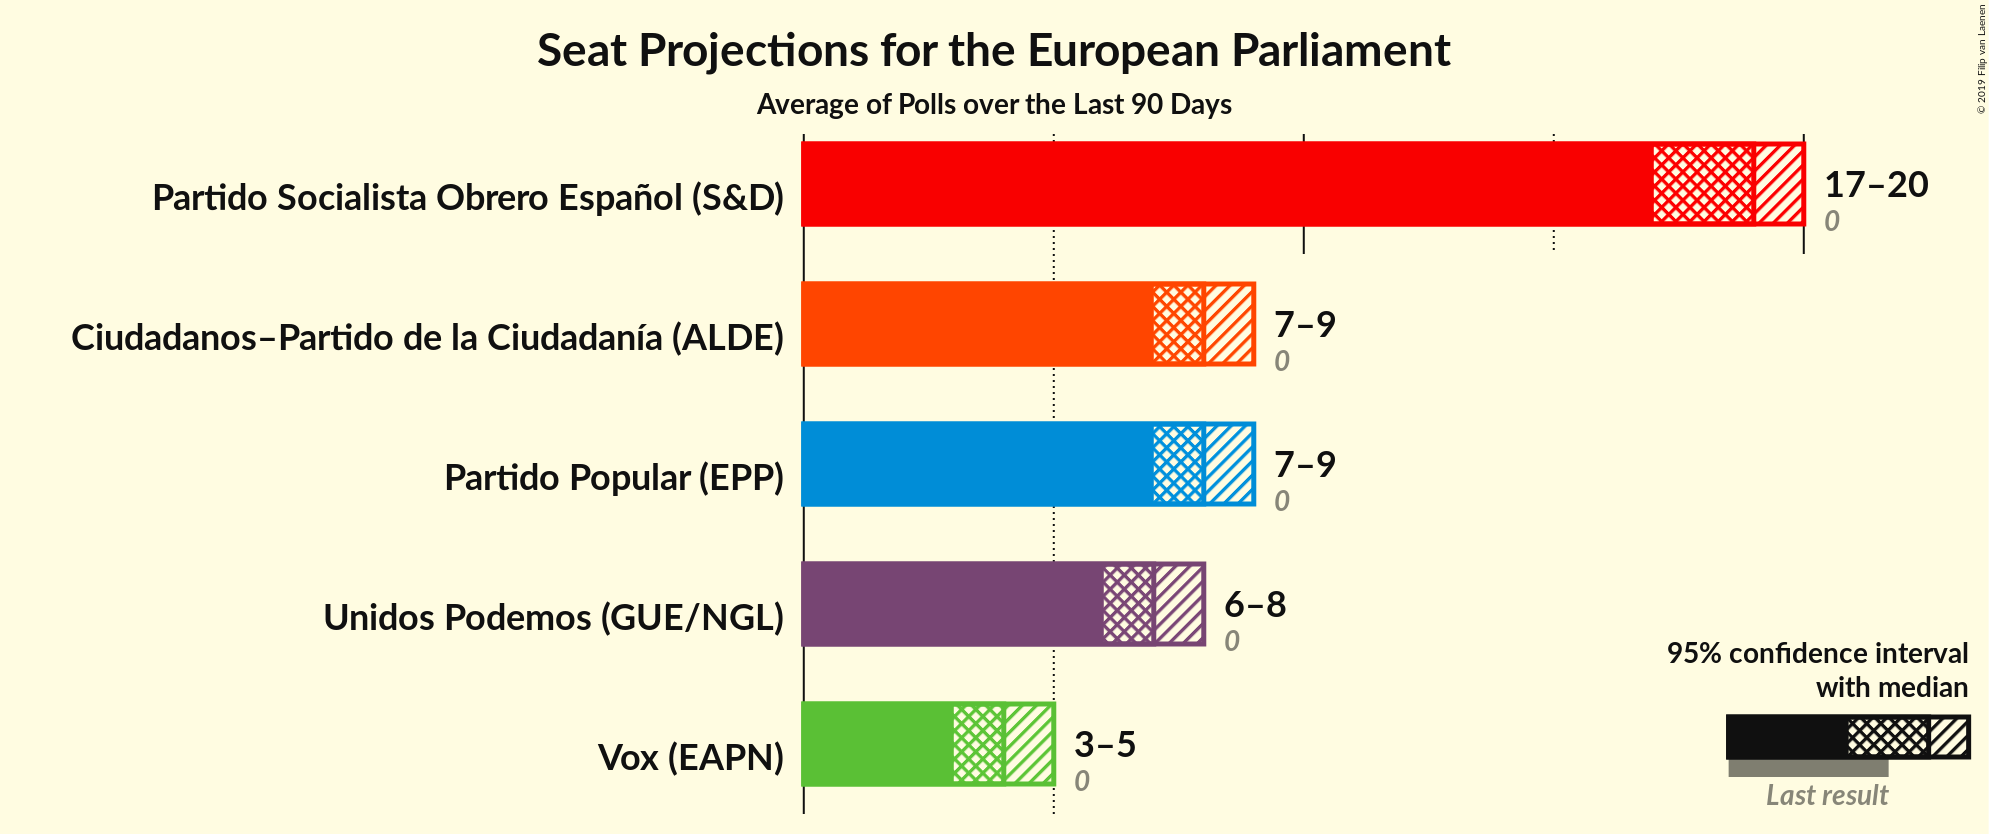 Seat Projections for the European Parliament
Average of Polls over the Last 90 Days
© 2019 Filip van Laenen
Partido Socialista Obrero Español (S&D)
17–20
0
Ciudadanos–Partido de la Ciudadanía (ALDE)
7–9
0
Partido Popular (EPP)
7–9
0
Unidos Podemos (GUE/NGL)
6–8
0
Vox (EAPN)
3–5
0
95% confidence interval
with median
Last result